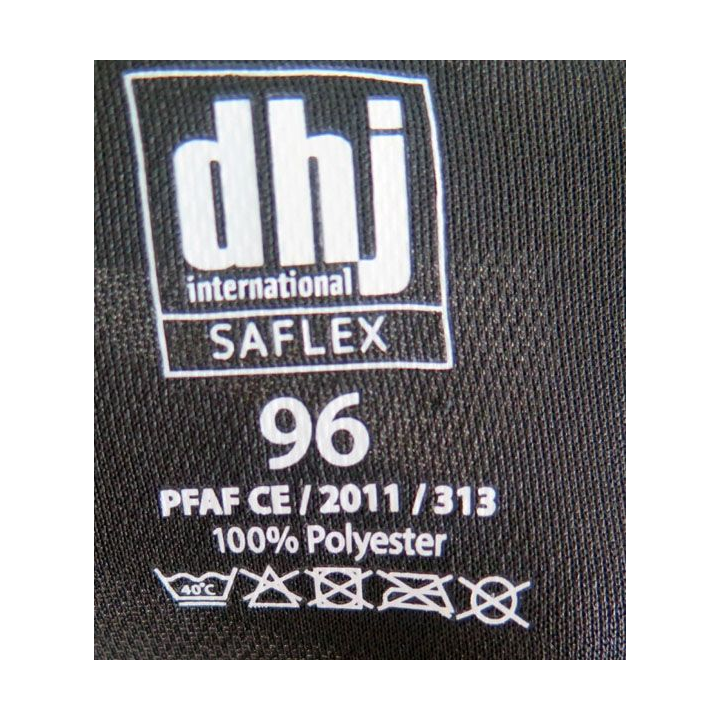 dhj
international
SAFLEX
96
PFAF CE / 2011 / 313
100% Polyester
40°C